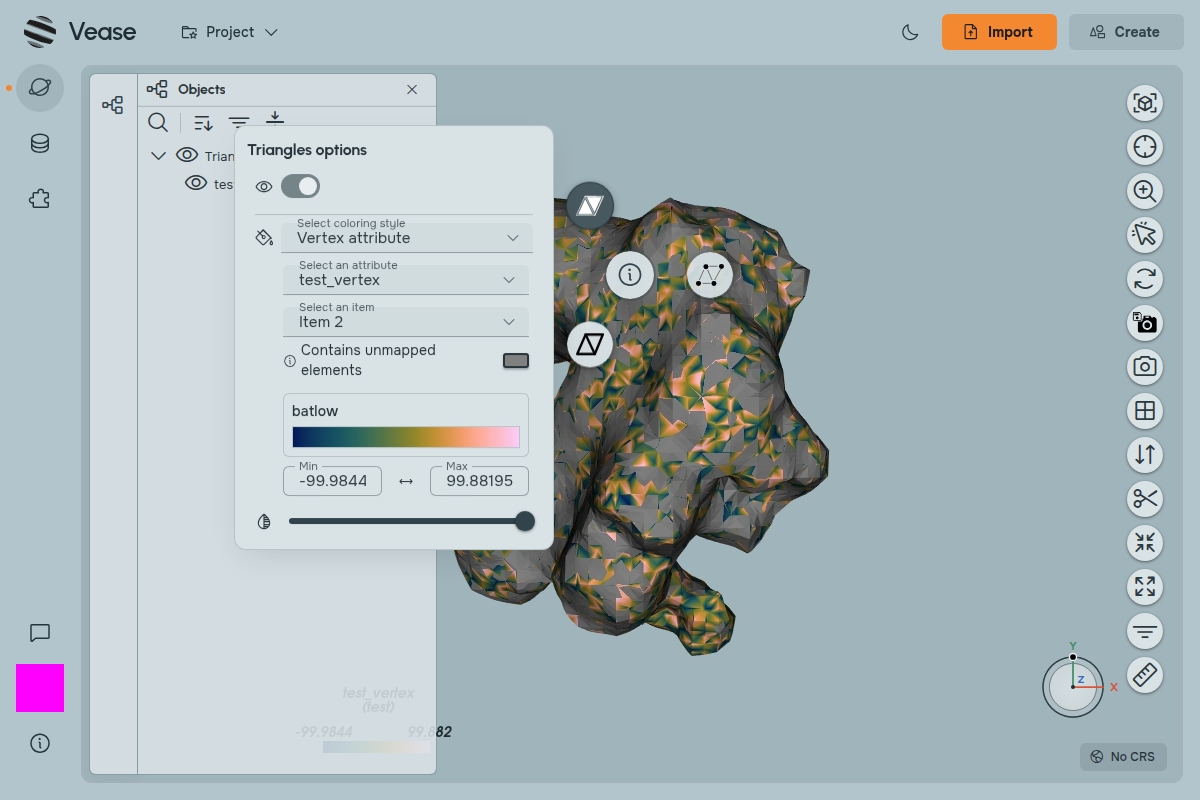 Vease
Project
Import
Create
Objects
Trian
tes
Triangles options
Select coloring style
Vertex attribute
Select an attribute
test_vertex
Select an item
Item 2
Contains unmapped
elements
batlow
Min
-99.9844
Max
99.88195
test_vertex
(test)
-99.9844
99.882
Y
Z
X
No CRS